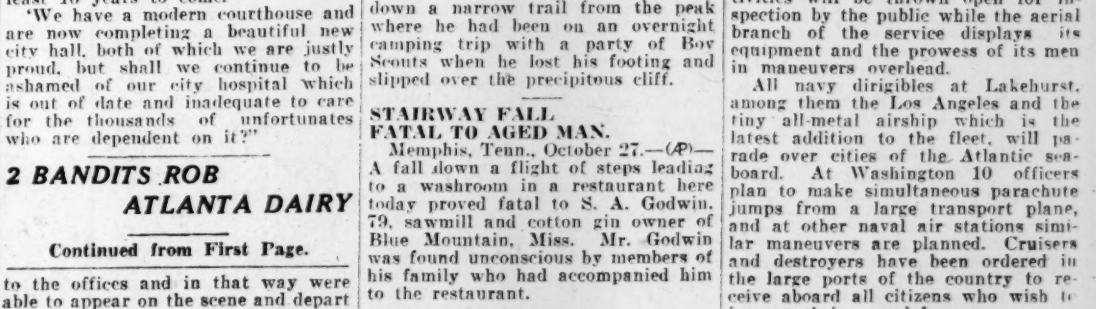 'We have a modern courthouse and
are now completing a beautiful new
city hall, both of which we are justly
proud, but shall we continue to be
ashamed of our city hospital which
is out of date and inadequate to care
for the thousands of unfortunates
who are dependent on it?"
2 BANDITS ROB
ATLANTA DAIRY
Continued from First Page.
to the offices and in that way were
able to appear on the scene and depart
down a narrow trail from the peak
where he had been on an overnight
camping trip with a party of Boy
Scouts when he lost his footing and
slipped over the precipitous cliff.
STAIRWAY FALL
FATAL TO AGED MAN.
Memphis, Tenn., October 27.—(AP)—
A fall down a flight of steps leading
to a washroom in a restaurant here
today proved fatal to S. A. Godwin,
79, sawmill and cotton gin owner of
Blue Mountain, Miss. Mr. Godwin
was found unconscious by members of
his family who had accompanied him
to the restaurant.
spection by the public while the aerial
branch of the service displays its
equipment and the prowess of its men
in maneuvers overhead.
All navy dirigibles at Lakehurst,
among them the Los Angeles and the
tiny all-metal airship which is the
latest addition to the fleet, will pa-
rade over cities of the Atlantic sea-
board. At Washington 10 officers
plan to make simultaneous parachute
jumps from a large transport plane,
and at other naval air stations simi-
lar maneuvers are planned. Cruisers
and destroyers have been ordered in
the large ports of the country to re-
ceive aboard all citizens who wish